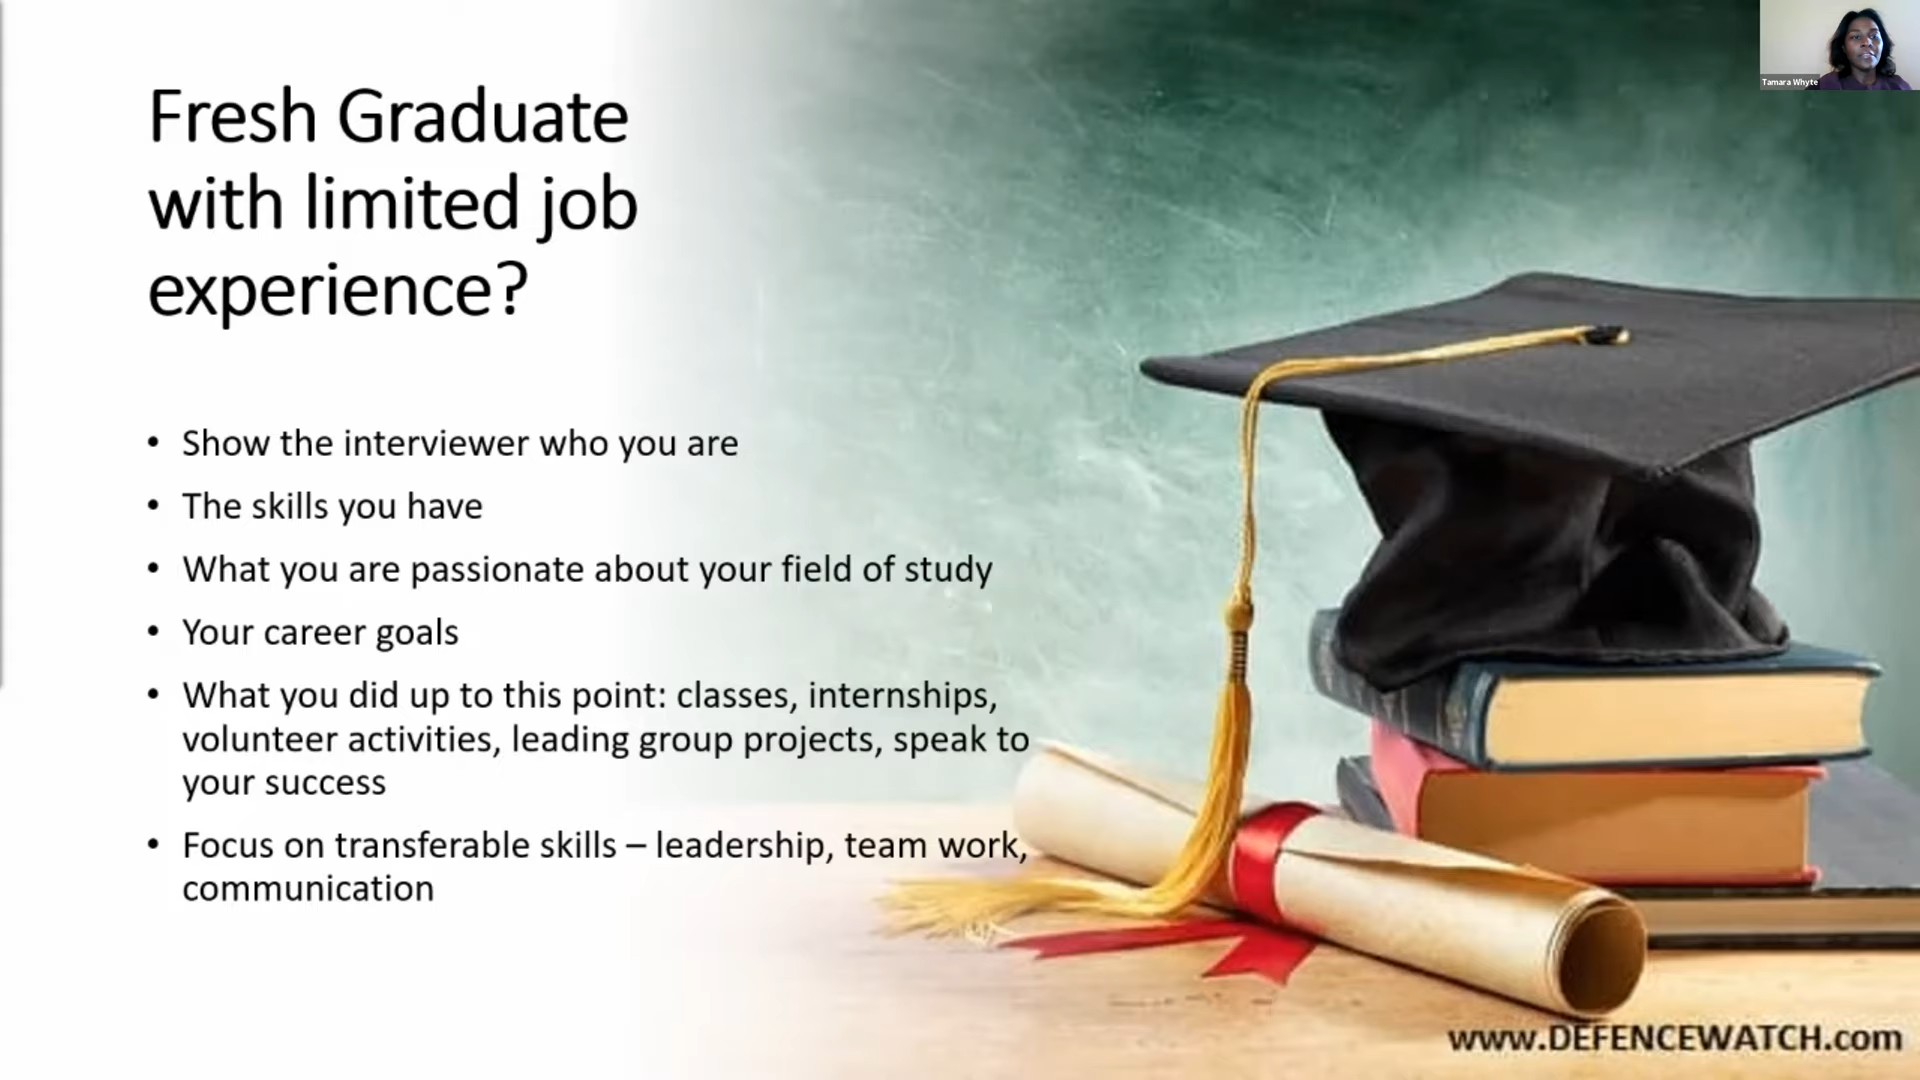 Fresh Graduate
with limited job
experience?
• Show the interviewer who you are
• The skills you have
• What you are passionate about your field of study
• Your career goals
• What you did up to this point: classes, internships,
volunteer activities, leading group projects, speak to
your success
• Focus on transferable skills – leadership, team work,
communication
Tamara Whyte
www.DEFENCEWATCH.com